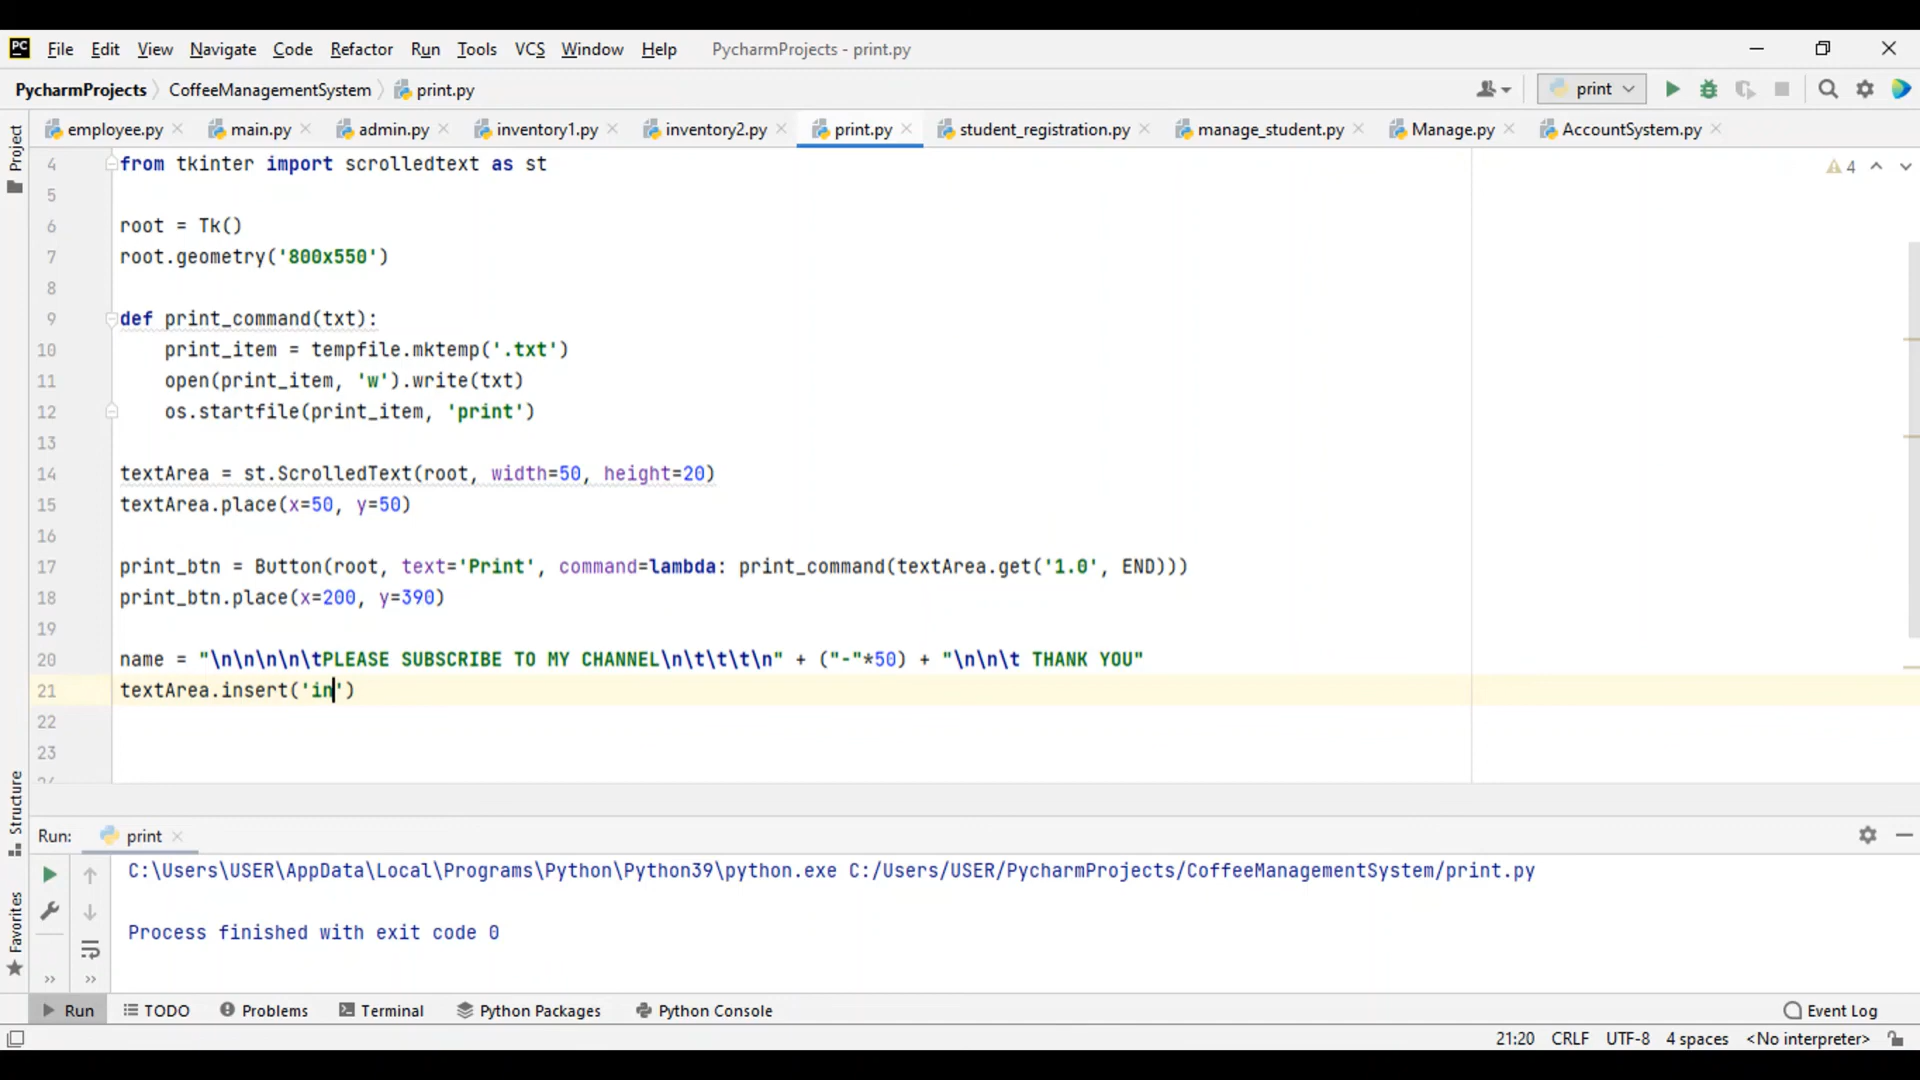 PC File Edit View Navigate Code Refactor Run Tools VCS Window Help PycharmProjects - print.py
PycharmProjects CoffeeManagementSystem print.py print
employee.py main.py admin.py inventory1.py inventory2.py print.py student_registration.py manage_student.py Manage.py AccountSystem.py
Project
4 from tkinter import scrolledtext as st
4
5
6 root = Tk()
7 root.geometry('800x550')
8
9 def print_command(txt):
10 print_item = tempfile.mktemp('.txt')
11 open(print_item, 'w').write(txt)
12 os.startfile(print_item, 'print')
13
14 textArea = st.ScrolledText(root, width=50, height=20)
15 textArea.place(x=50, y=50)
16
17 print_btn = Button(root, text='Print', command=lambda: print_command(textArea.get('1.0', END)))
18 print_btn.place(x=200, y=390)
19
20 name = "\n\n\n\n\tPLEASE SUBSCRIBE TO MY CHANNEL\n\t\t\t\n" + ("-"*50) + "\n\n\t THANK YOU"
21 textArea.insert('in')
22
23
Structure
Favorites
Run: print
C:\Users\USER\AppData\Local\Programs\Python\Python39\python.exe C:/Users/USER/PycharmProjects/CoffeeManagementSystem/print.py
Process finished with exit code 0
» »
Run TODO Problems Terminal Python Packages Python Console Event Log
21:20 CRLF UTF-8 4 spaces <No interpreter>